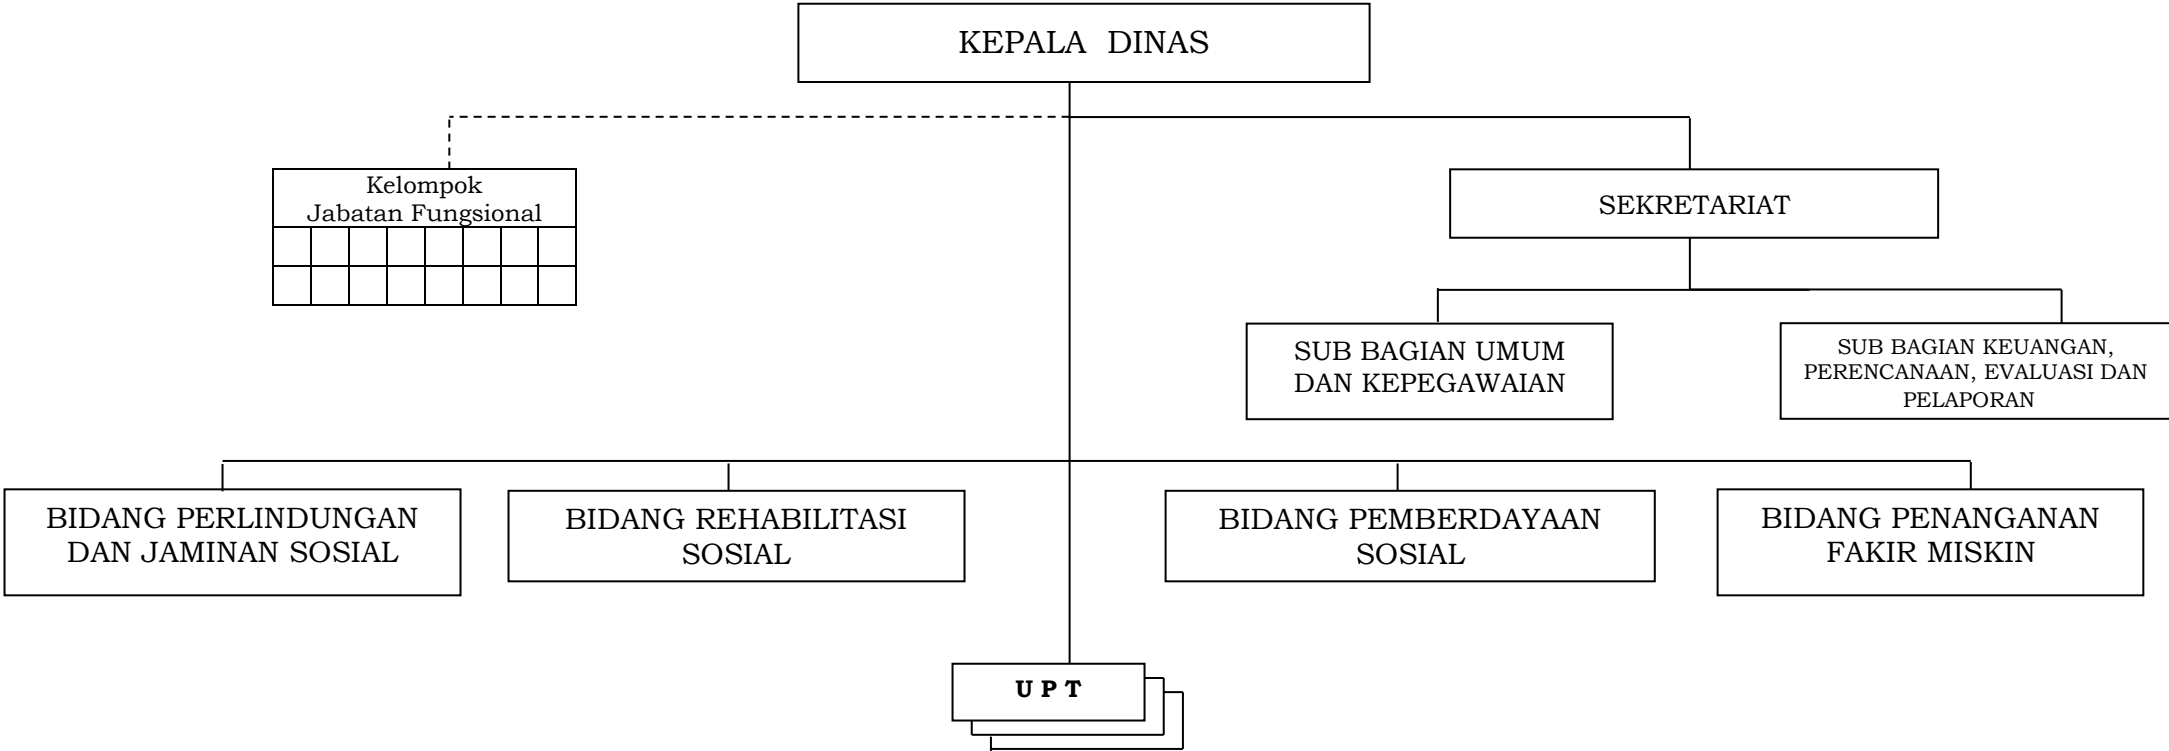 KEPALA DINAS
Kelompok
Jabatan Fungsional
SEKRETARIAT
SUB BAGIAN UMUM
DAN KEPEGAWAIAN
SUB BAGIAN KEUANGAN,
PERENCANAAN, EVALUASI DAN
PELAPORAN
BIDANG PERLINDUNGAN
DAN JAMINAN SOSIAL
BIDANG REHABILITASI
SOSIAL
BIDANG PEMBERDAYAAN
SOSIAL
BIDANG PENANGANAN
FAKIR MISKIN
U P T